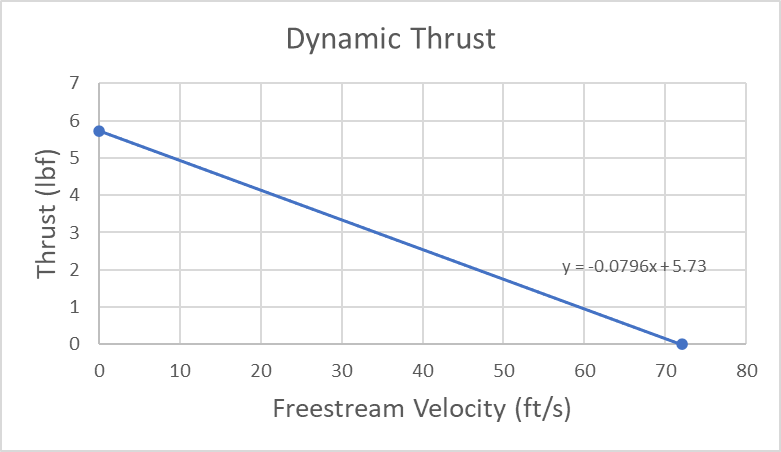 Dynamic Thrust
7
6
5
4
3
2
1
0
Thrust (lbf)
y = -0.0796x + 5.73
0 10 20 30 40 50 60 70 80
Freestream Velocity (ft/s)